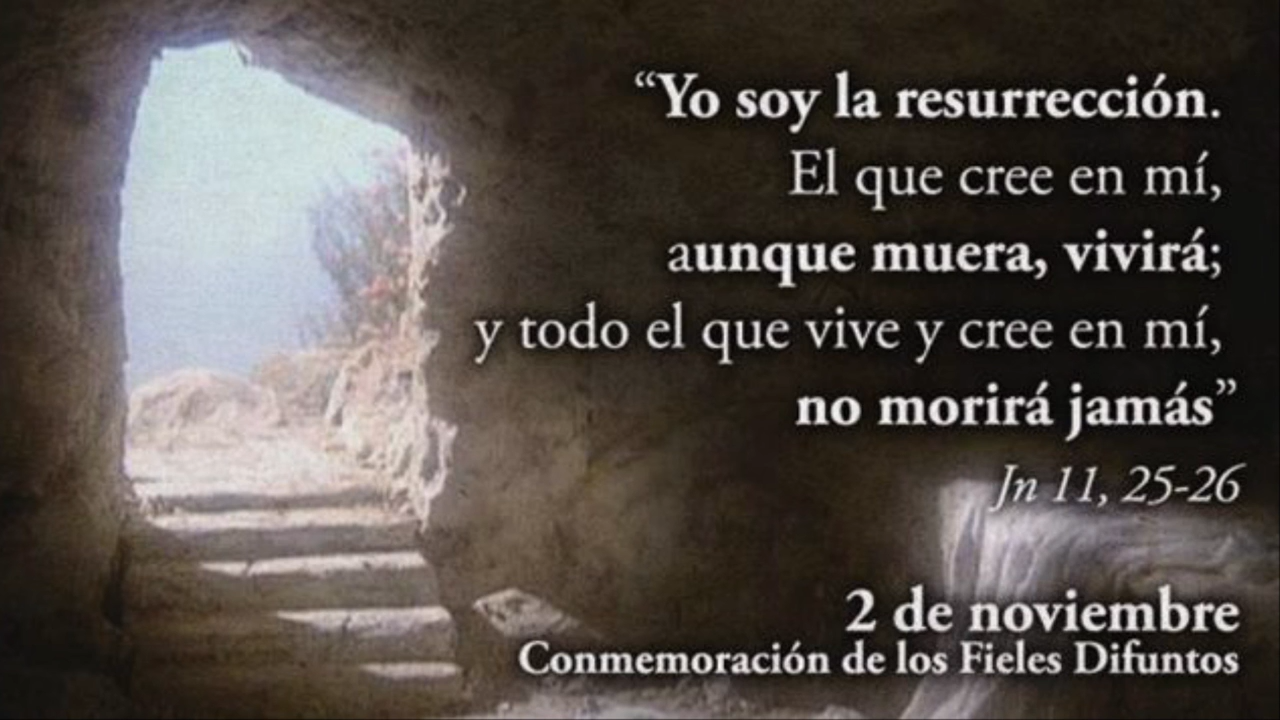 “Yo soy la resurrección.
El que cree en mí,
aunque muera, vivirá;
y todo el que vive y cree en mí,
no morirá jamás”
Jn 11, 25-26
2 de noviembre
Conmemoración de los Fieles Difuntos